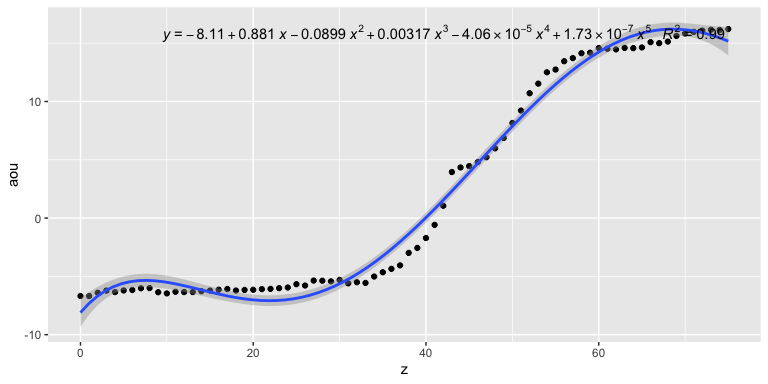 y = −8.11 + 0.881 x − 0.0899 x² + 0.00317 x³ − 4.06 × 10⁻⁵ x⁴ + 1.73 × 10⁻⁷ x⁵ R² = 0.99
10
0
-10
aou
0 20 40 60
z